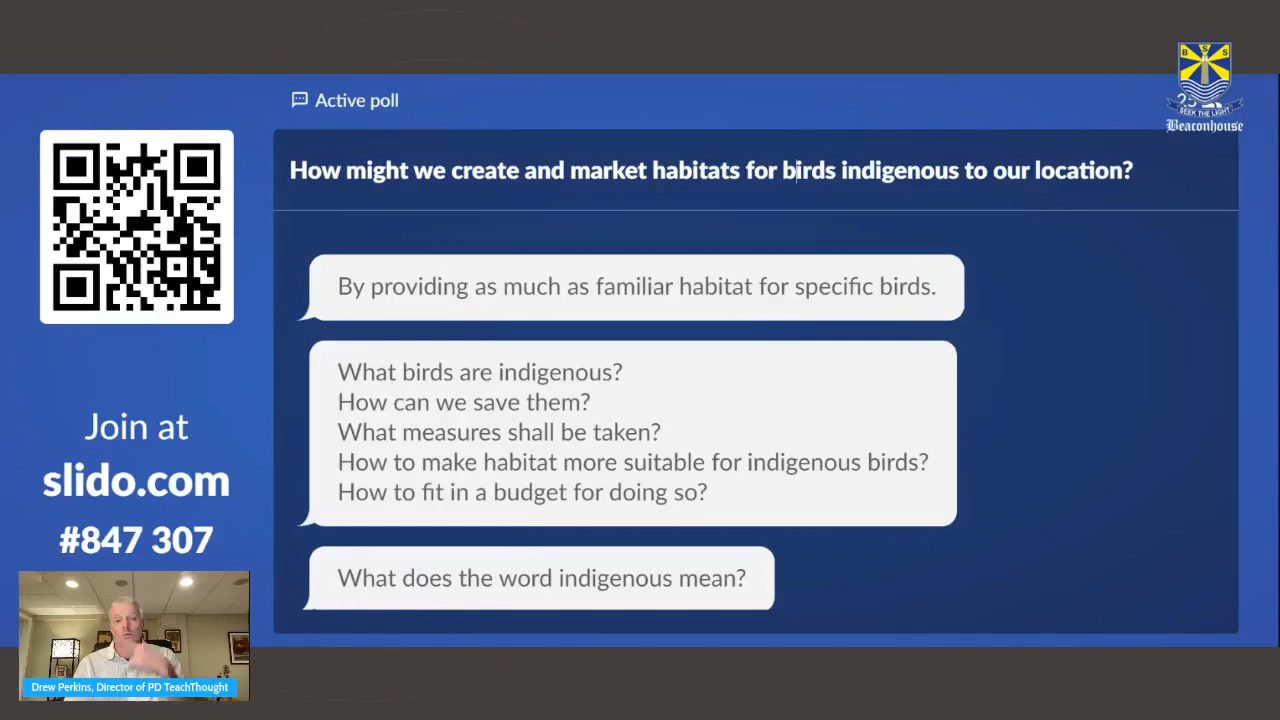 Active poll
How might we create and market habitats for birds indigenous to our location?
By providing as much as familiar habitat for specific birds.
What birds are indigenous?
How can we save them?
What measures shall be taken?
How to make habitat more suitable for indigenous birds?
How to fit in a budget for doing so?
What does the word indigenous mean?
Join at
slido.com
#847 307
Drew Perkins, Director of PD TeachThought
B S S
SEEK THE LIGHT
Beaconhouse